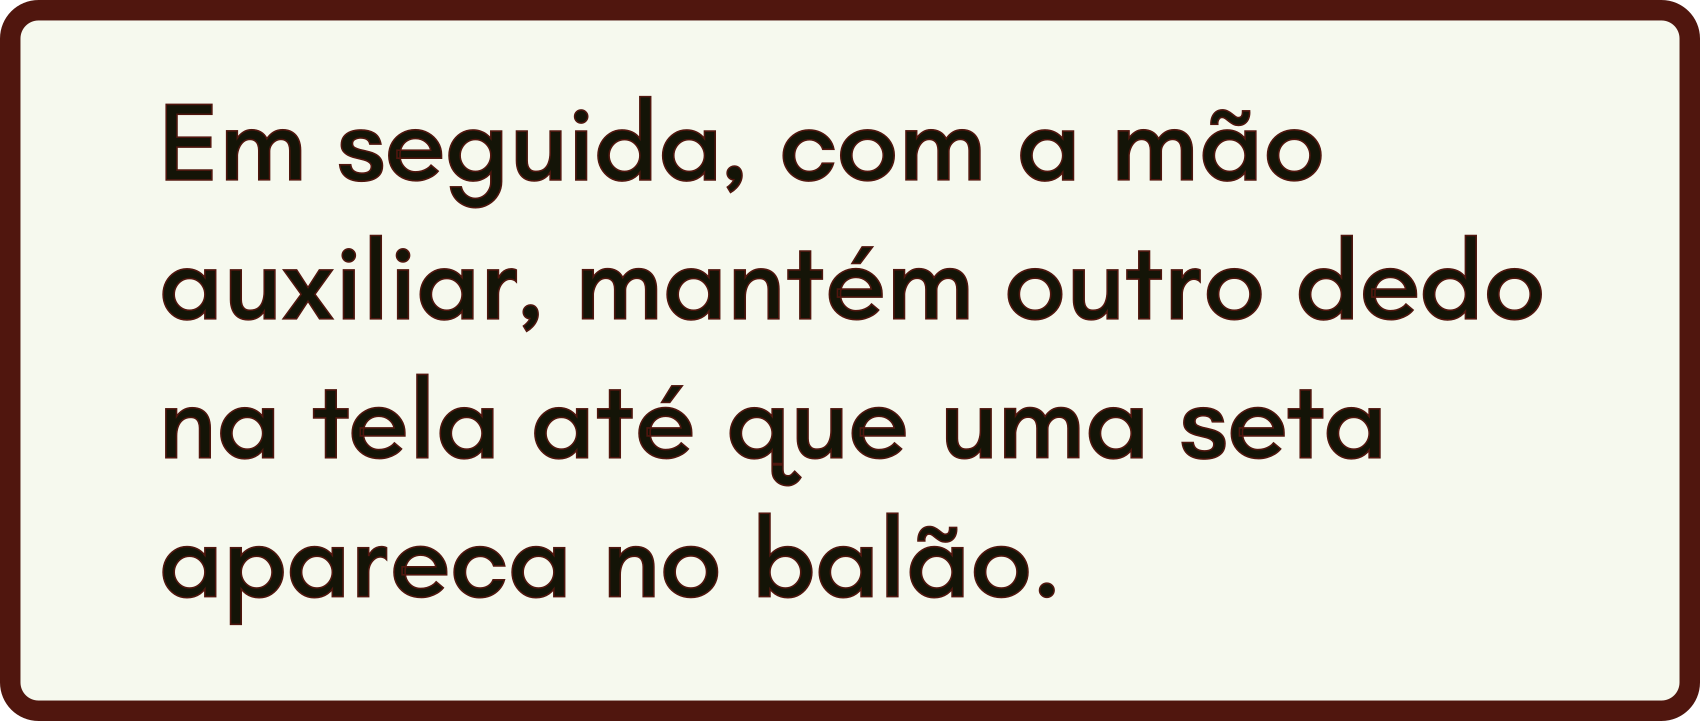 Em seguida, com a mão
auxiliar, mantém outro dedo
na tela até que uma seta
apareca no balão.